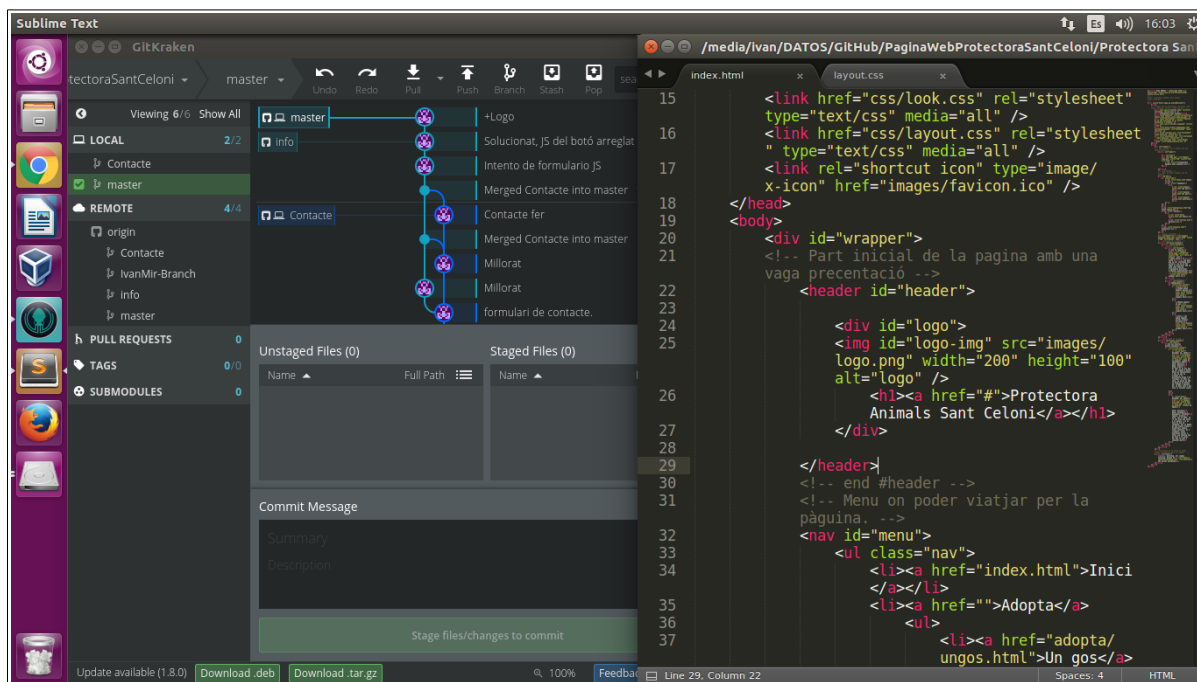 Sublime Text
Es
16:03
GitKraken
tectoraSantCeloni
master
Undo
Redo
Pull
Push
Branch
Stash
Pop
sea
Viewing 6/6 Show All
LOCAL 2/2
Contacte
master
REMOTE 4/4
origin
Contacte
IvanMir-Branch
info
master
PULL REQUESTS 0
TAGS 0/0
SUBMODULES 0
master +Logo
Info Solucionat, JS del botó arreglat
Intento de formulario JS
Merged Contacte into master
Contacte Contacte fer
Merged Contacte into master
Millorat
Millorat
formulari de contacte.
Unstaged Files (0)
Name
Full Path
Staged Files (0)
Name
Commit Message
Summary
Description
Stage files/changes to commit
Update available (1.8.0) Download .deb Download .tar.gz
100%
Feedba
/media/ivan/DATOS/GitHub/PaginaWebProtectoraSantCeloni/Protectora San
index.html x
layout.css x
15 <link href="css/look.css" rel="stylesheet"
type="text/css" media="all" />
16 <link href="css/layout.css" rel="stylesheet
" type="text/css" media="all" />
17 <link rel="shortcut icon" type="image/
x-icon" href="images/favicon.ico" />
18 </head>
19 <body>
20 <div id="wrapper">
21 <!-- Part inicial de la pagina amb una
vaga precentació -->
22 <header id="header">
23
24 <div id="logo">
25 <img id="logo-img" src="images/
logo.png" width="200" height="100"
alt="logo" />
26 <h1><a href="#">Protectora
Animals Sant Celoni</a></h1>
27 </div>
28
29 </header>
30 <!-- end #header -->
31 <!-- Menu on poder viatjar per la
pàguina. -->
32 <nav id="menu">
33 <ul class="nav">
34 <li><a href="index.html">Inici
</a></li>
35 <li><a href="">Adopta</a>
36 <ul>
37 <li><a href="adopta/
ungos.html">Un gos</a>
Line 29, Column 22
Spaces: 4
HTML